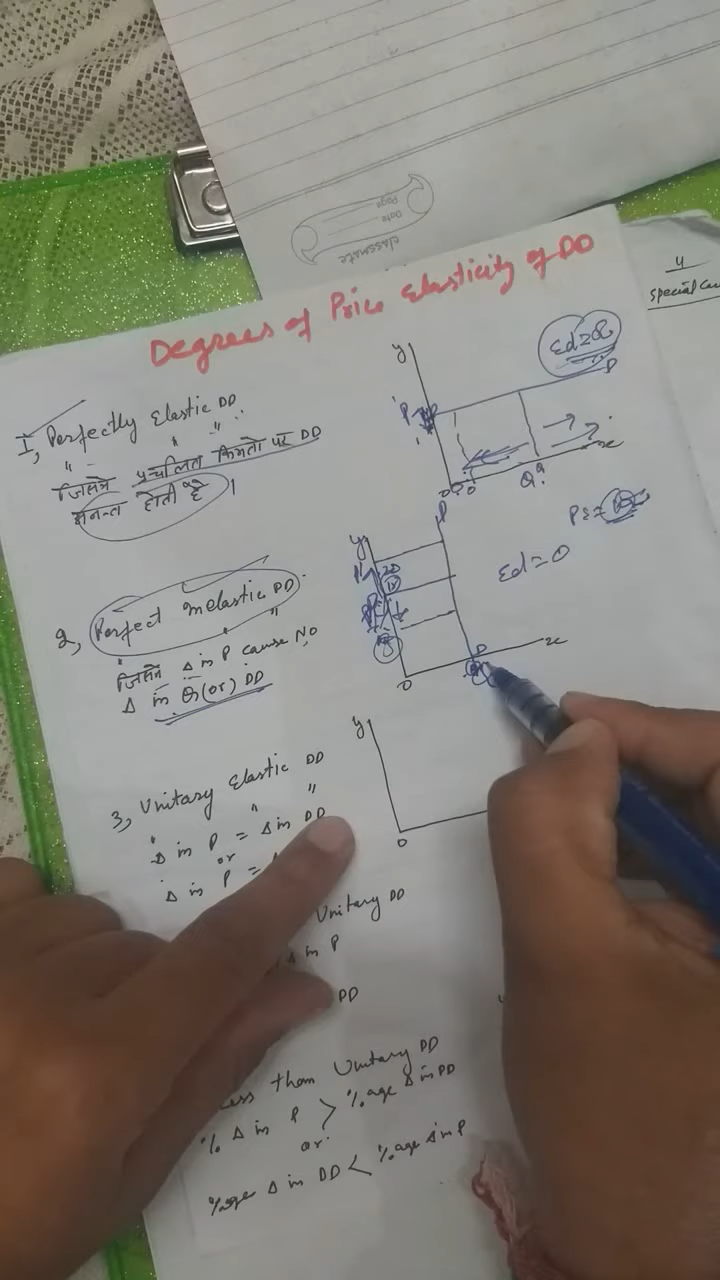 classmate
Date
Page
4
special
Degrees of Price Elasticity of DD
1, Perfectly Elastic DD
" " "
जिसमे प्रचलित किमतो पर DD
अनन्त होती है।
y
Ed=∝
P
D
x
O
Q
2, Perfect inelastic DD.
" " "
जिसमे Δ in P cause No
Δ in Q (or) DD
y
D
Ed=0
x
O
3, Unitary Elastic DD
" " "
Δ in P = Δ in DD
or
Δ in P =
y
O
Unitary DD
Δ in P
DD
Less than Unitary DD
% Δ in P > %age Δ in DD
or
%age Δ in DD < %age Δ in P